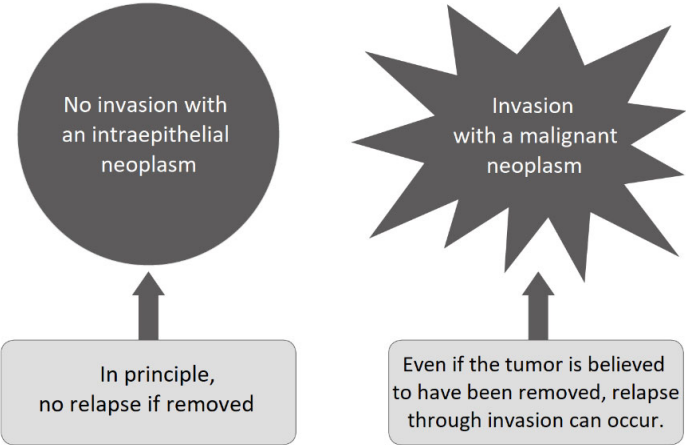 No invasion with
an intraepithelial
neoplasm
Invasion
with a malignant
neoplasm
In principle,
no relapse if removed
Even if the tumor is believed
to have been removed, relapse
through invasion can occur.